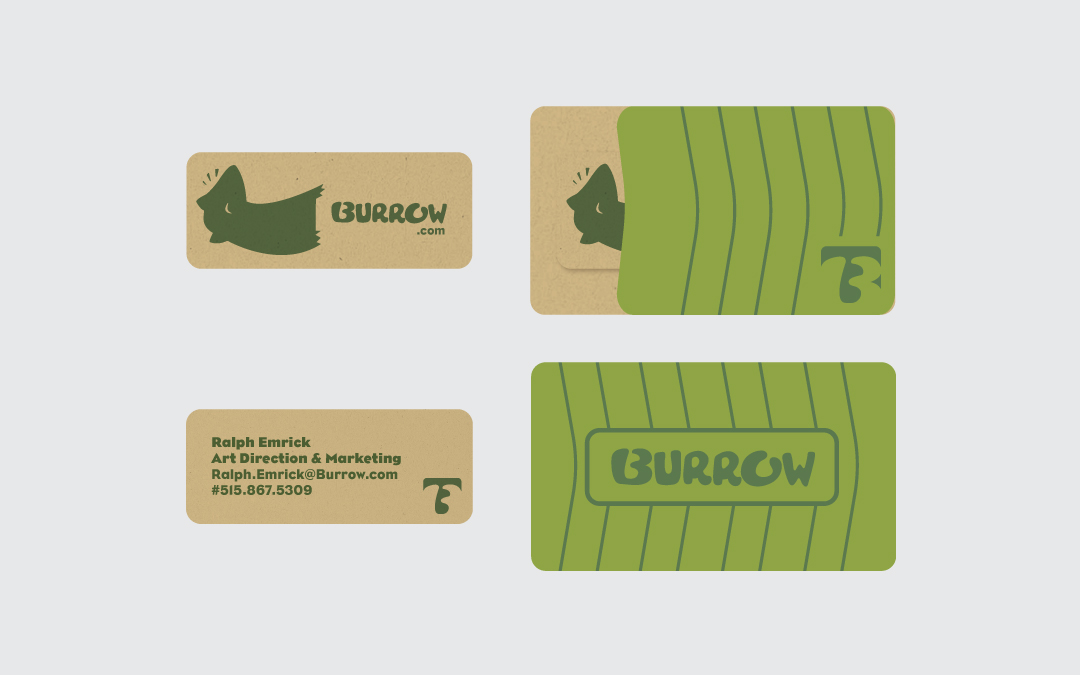 BURROW
.com
Ralph Emrick
Art Direction & Marketing
Ralph.Emrick@Burrow.com
#515.867.5309
BURROW